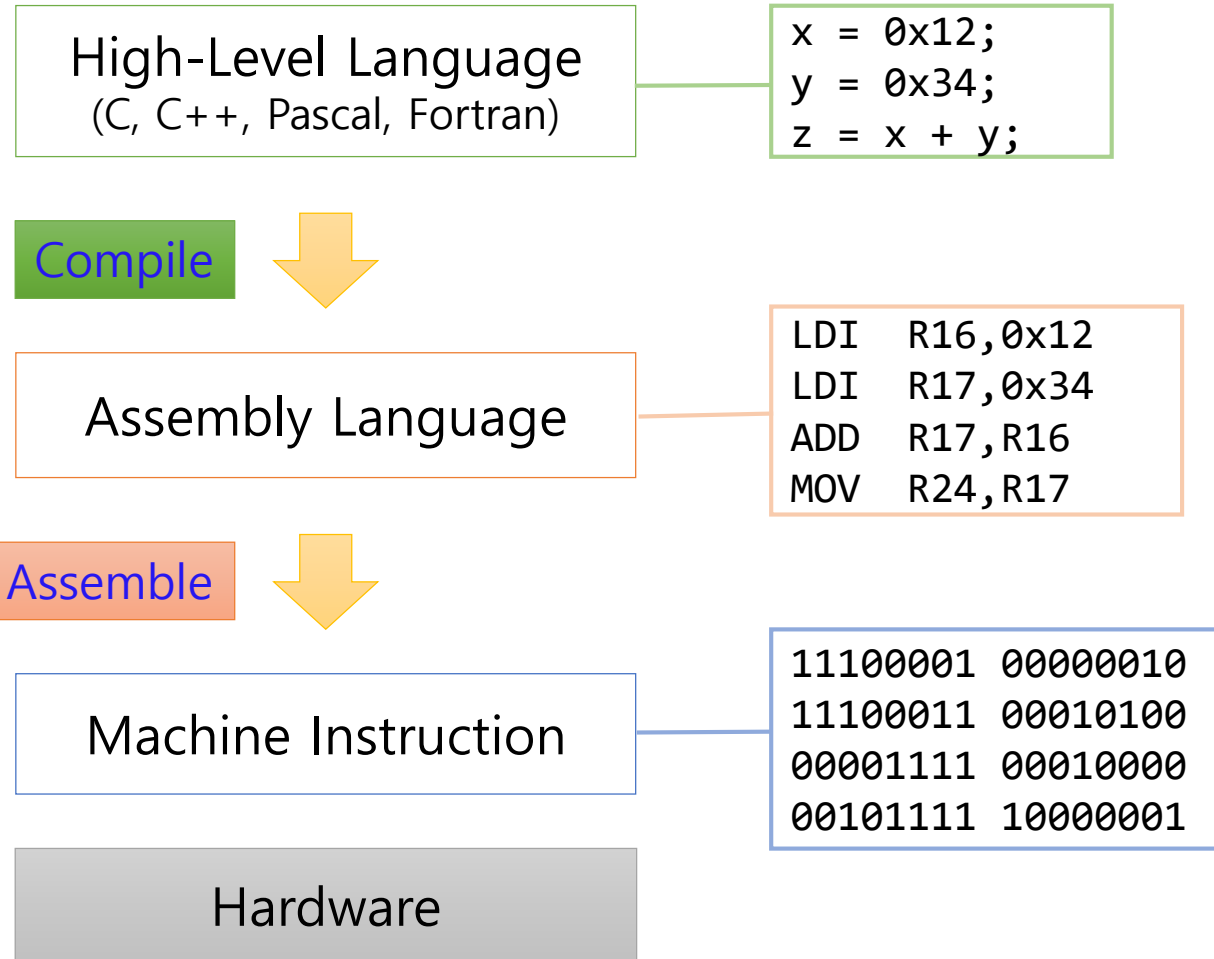 High-Level Language
(C, C++, Pascal, Fortran)
x = 0x12;
y = 0x34;
z = x + y;
Compile
Assembly Language
LDI  R16,0x12
LDI  R17,0x34
ADD  R17,R16
MOV  R24,R17
Assemble
Machine Instruction
11100001 00000010
11100011 00010100
00001111 00010000
00101111 10000001
Hardware